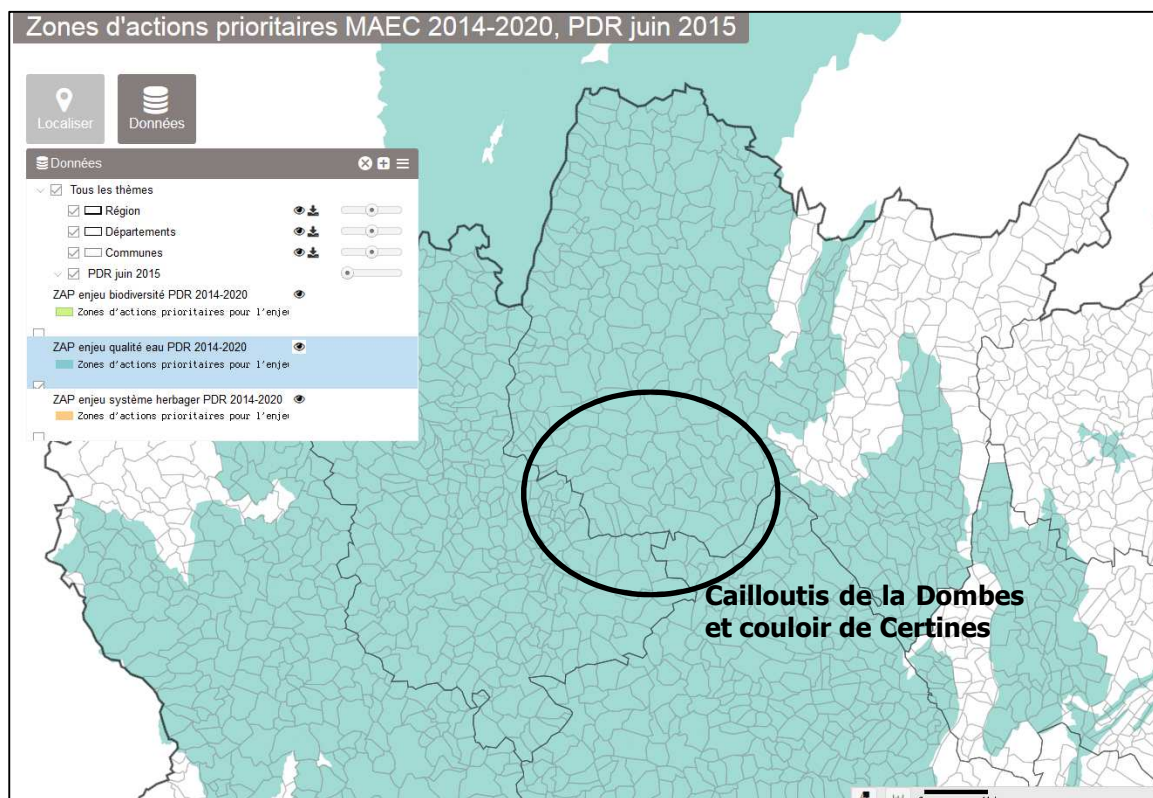 Zones d'actions prioritaires MAEC 2014-2020, PDR juin 2015
Localiser
Données
Données
Tous les thèmes
Région
Départements
Communes
PDR juin 2015
ZAP enjeu biodiversité PDR 2014-2020
Zones d'actions prioritaires pour l'enje
ZAP enjeu qualité eau PDR 2014-2020
Zones d'actions prioritaires pour l'enje
ZAP enjeu système herbager PDR 2014-2020
Zones d'actions prioritaires pour l'enje
Cailloutis de la Dombes
et couloir de Certines